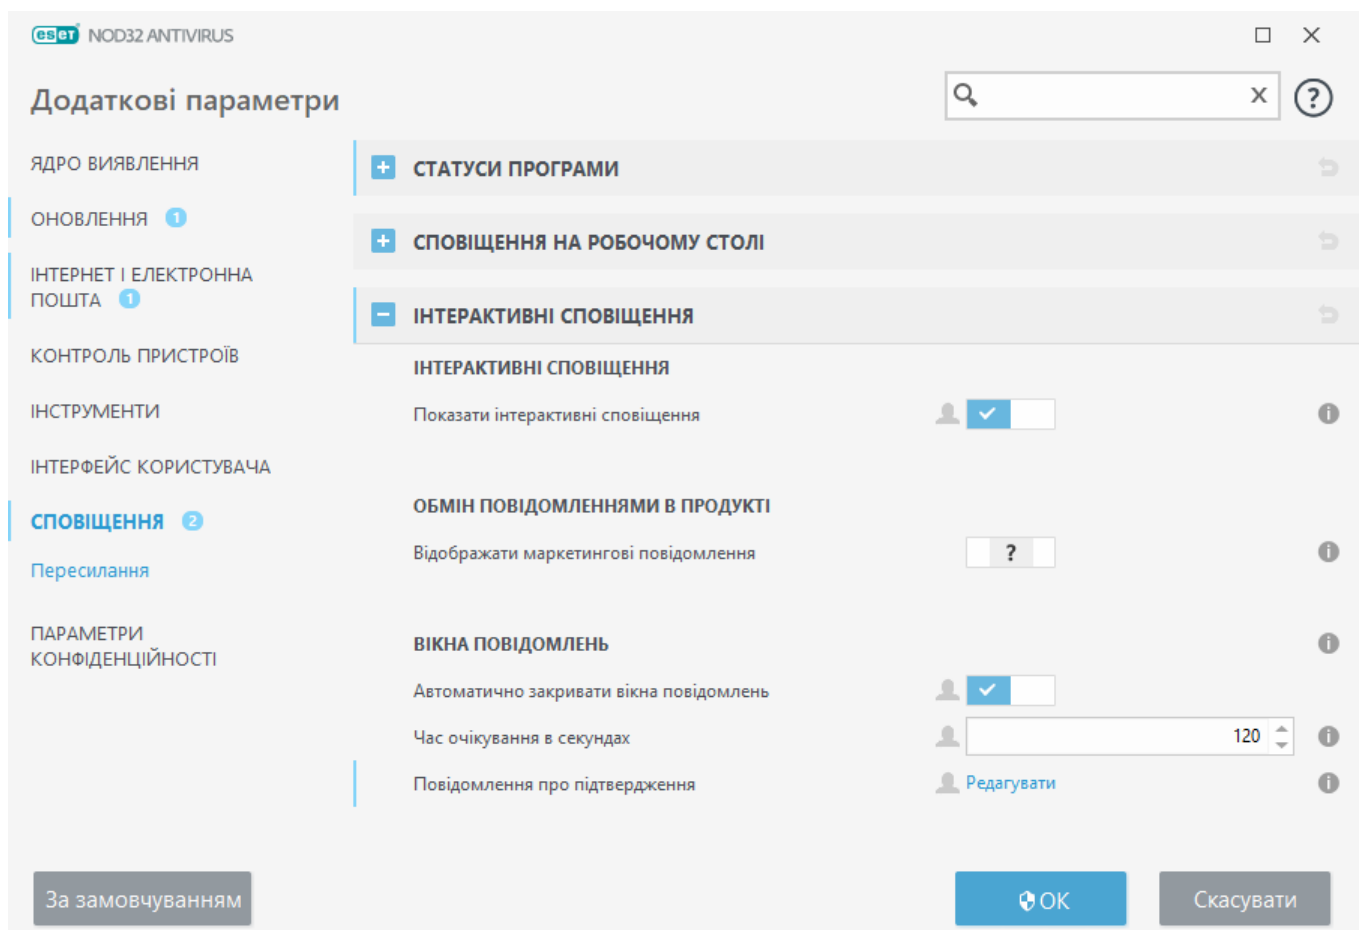 eset NOD32 ANTIVIRUS
Додаткові параметри
x
?
ЯДРО ВИЯВЛЕННЯ
ОНОВЛЕННЯ 1
ІНТЕРНЕТ І ЕЛЕКТРОННА
ПОШТА 1
КОНТРОЛЬ ПРИСТРОЇВ
ІНСТРУМЕНТИ
ІНТЕРФЕЙС КОРИСТУВАЧА
СПОВІЩЕННЯ 2
Пересилання
ПАРАМЕТРИ
КОНФІДЕНЦІЙНОСТІ
СТАТУСИ ПРОГРАМИ
СПОВІЩЕННЯ НА РОБОЧОМУ СТОЛІ
ІНТЕРАКТИВНІ СПОВІЩЕННЯ
ІНТЕРАКТИВНІ СПОВІЩЕННЯ
Показати інтерактивні сповіщення
ОБМІН ПОВІДОМЛЕННЯМИ В ПРОДУКТІ
Відображати маркетингові повідомлення ?
ВІКНА ПОВІДОМЛЕНЬ
Автоматично закривати вікна повідомлень
Час очікування в секундах 120
Повідомлення про підтвердження Редагувати
За замовчуванням
OK
Скасувати